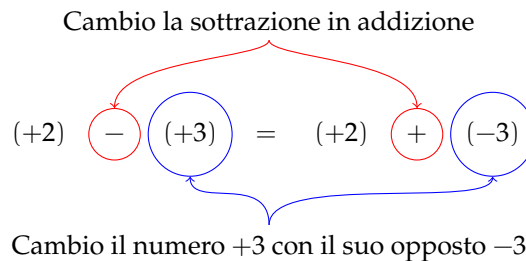 Cambio la sottrazione in addizione
(+2) − (+3) = (+2) + (−3)
Cambio il numero +3 con il suo opposto −3